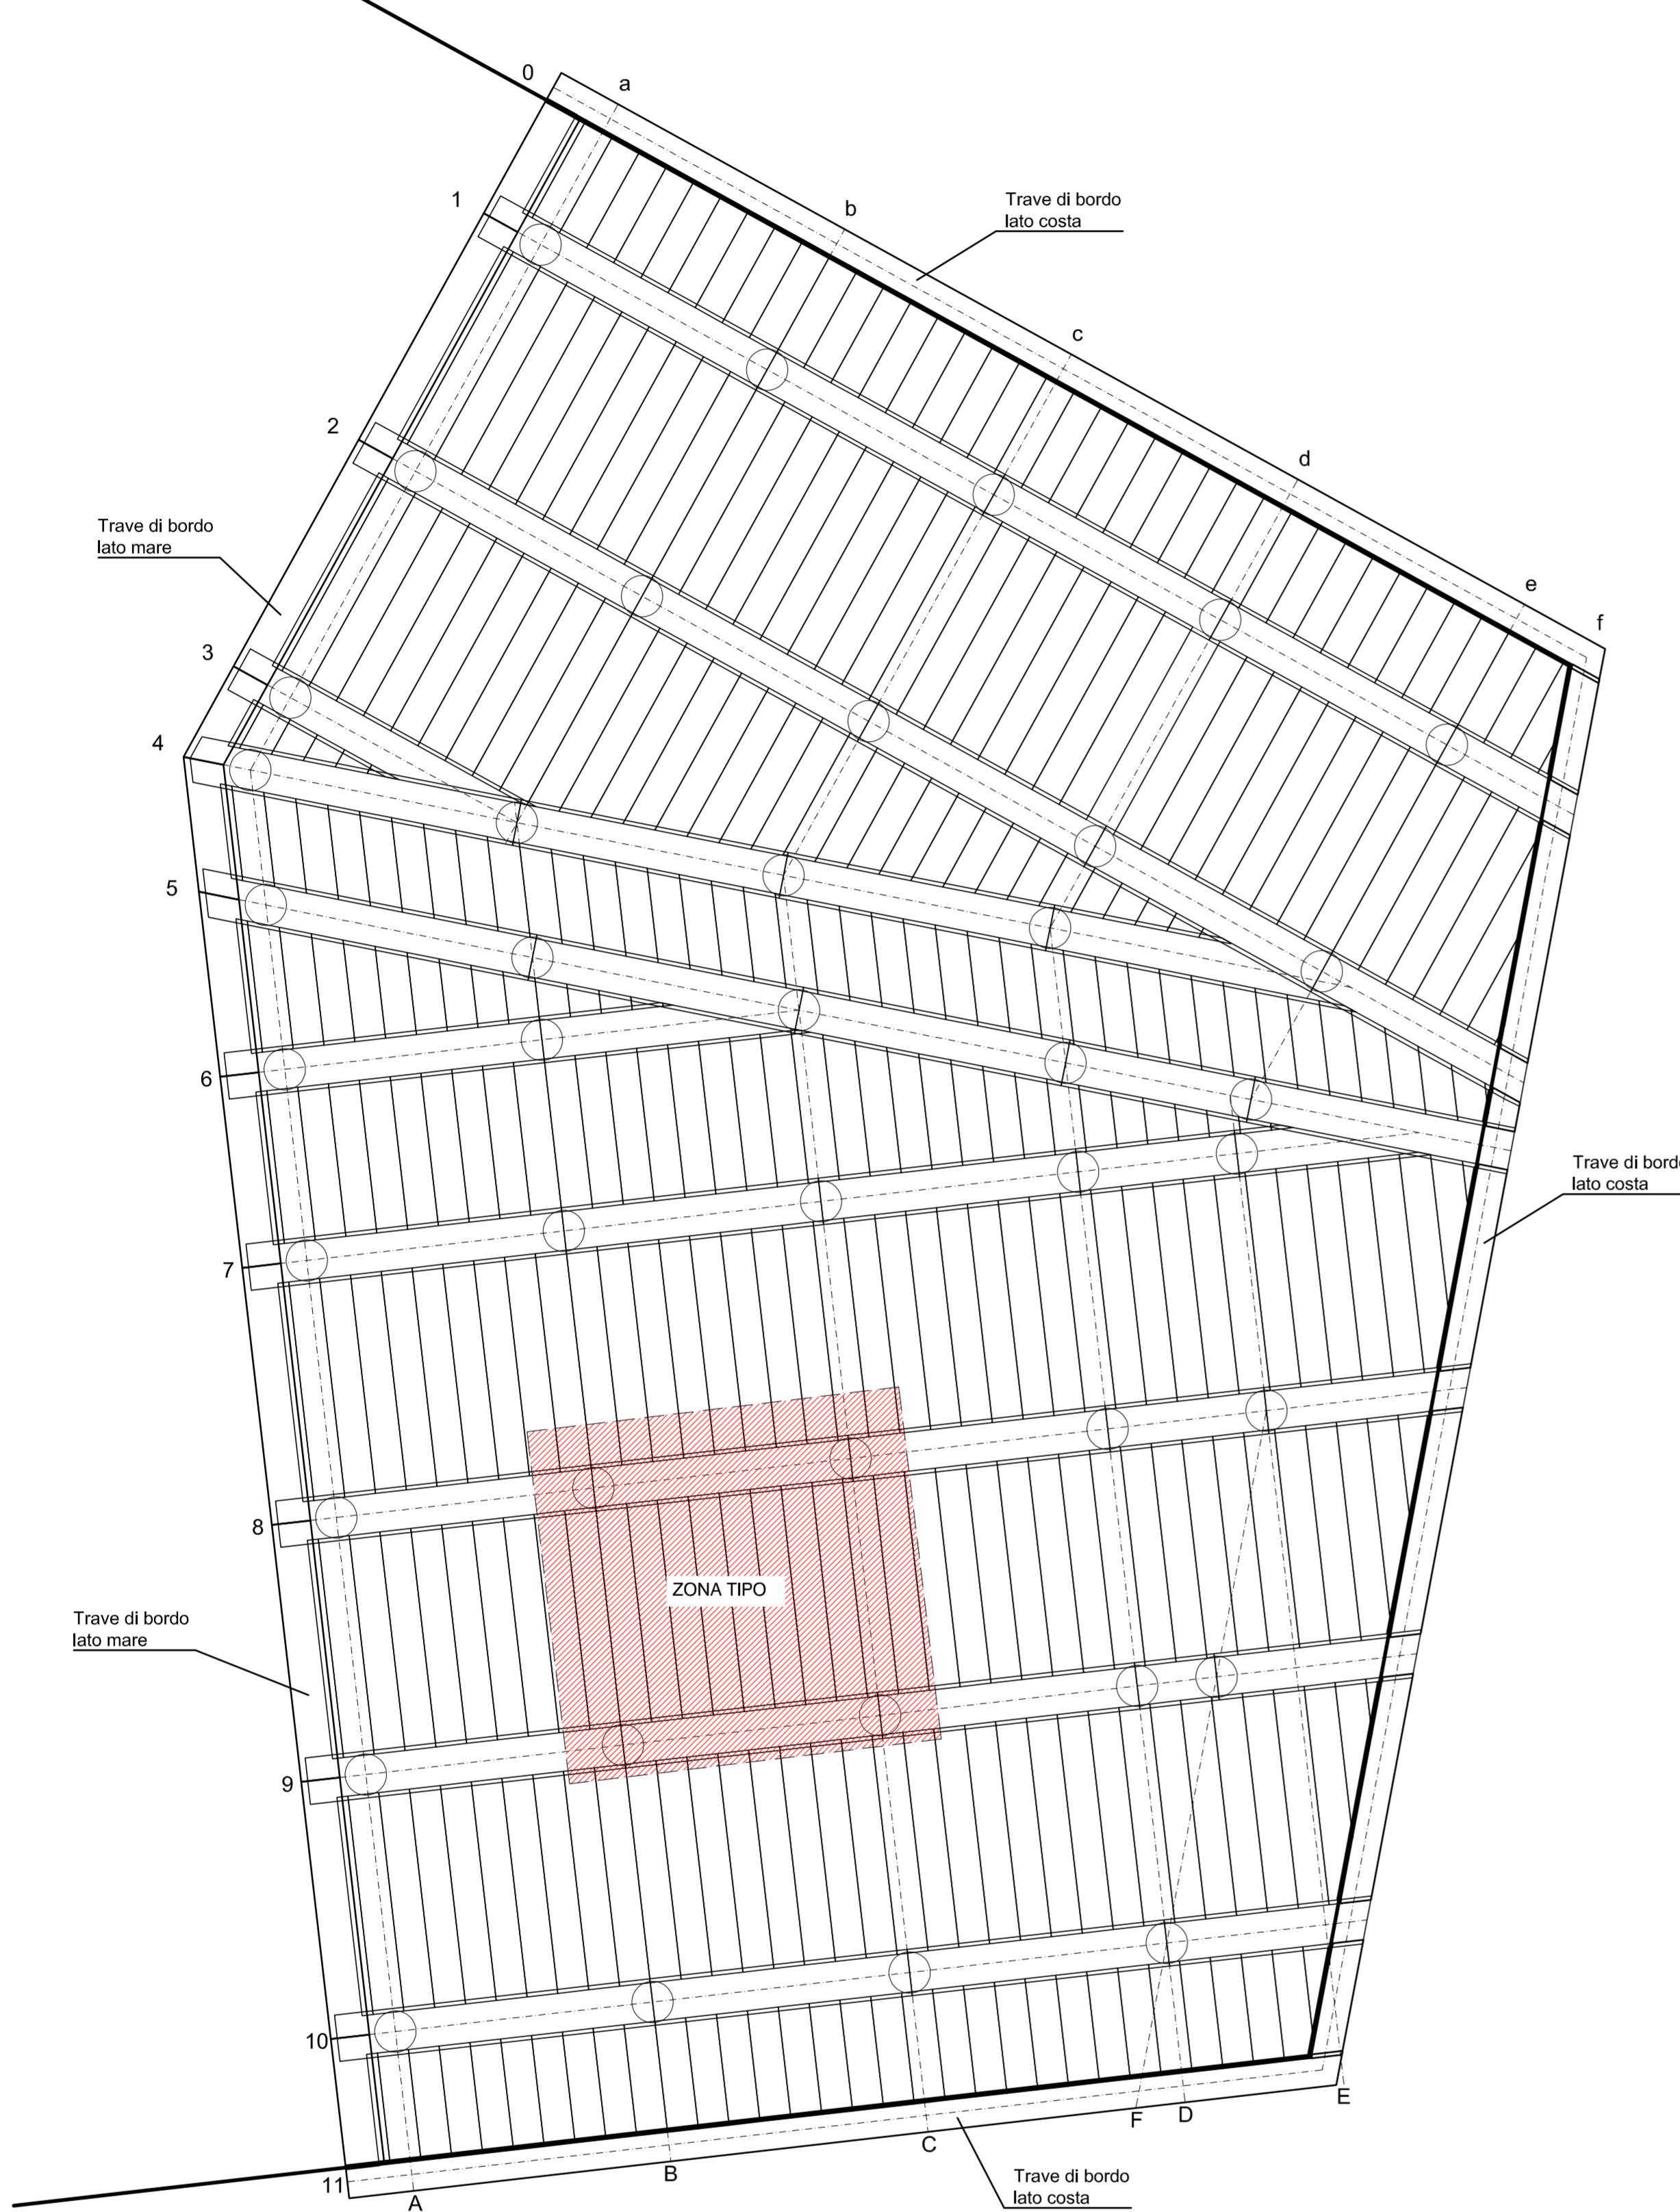 0
a
1
b
Trave di bordo
lato costa
c
2
d
Trave di bordo
lato mare
e
f
3
4
5
6
Trave di bordo
lato costa
7
8
ZONA TIPO
Trave di bordo
lato mare
9
10
E
F
D
C
B
11
A
Trave di bordo
lato costa